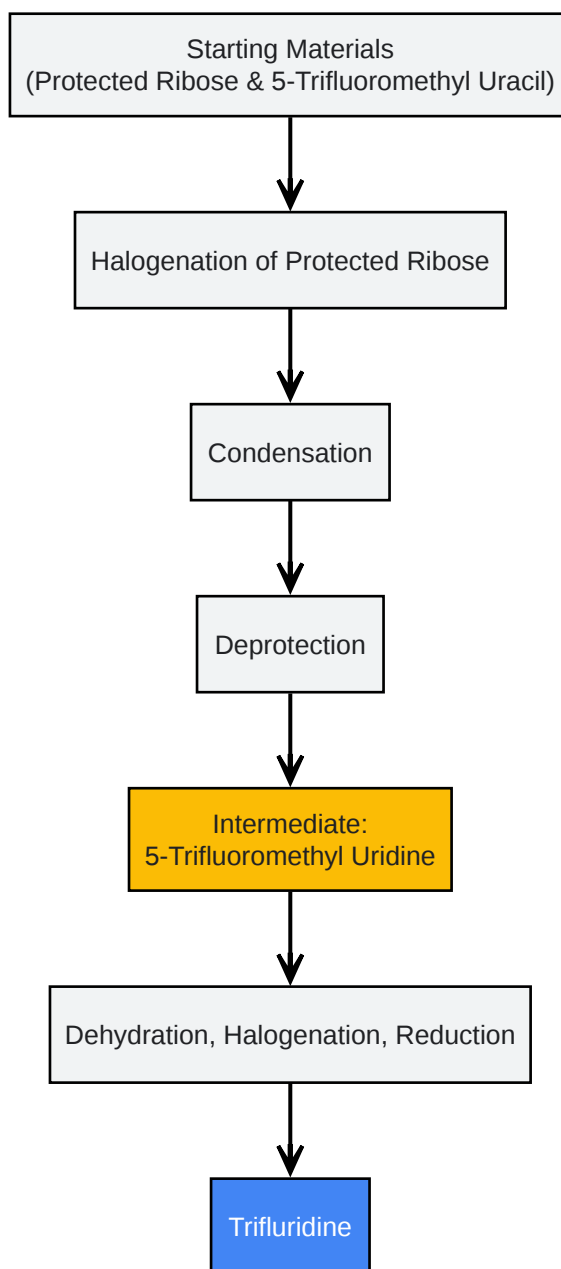 Starting Materials
(Protected Ribose & 5-Trifluoromethyl Uracil)
Halogenation of Protected Ribose
Condensation
Deprotection
Intermediate:
5-Trifluoromethyl Uridine
Dehydration, Halogenation, Reduction
Trifluridine